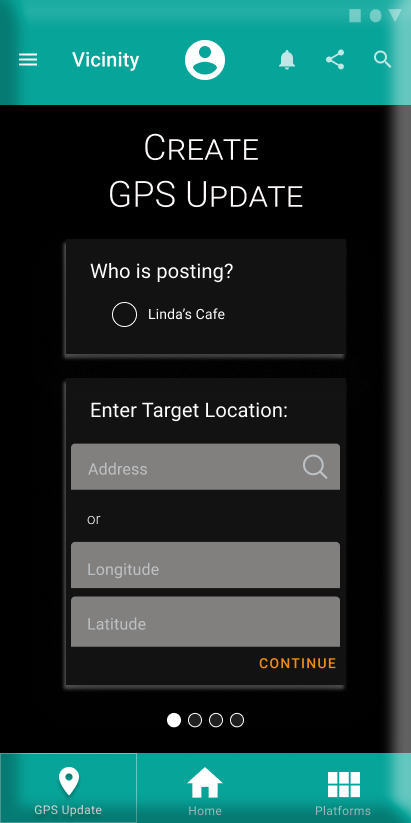 Vicinity
CREATE
GPS UPDATE
Who is posting?
Linda's Cafe
Enter Target Location:
Address
or
Longitude
Latitude
CONTINUE
GPS Update
Home
Platforms